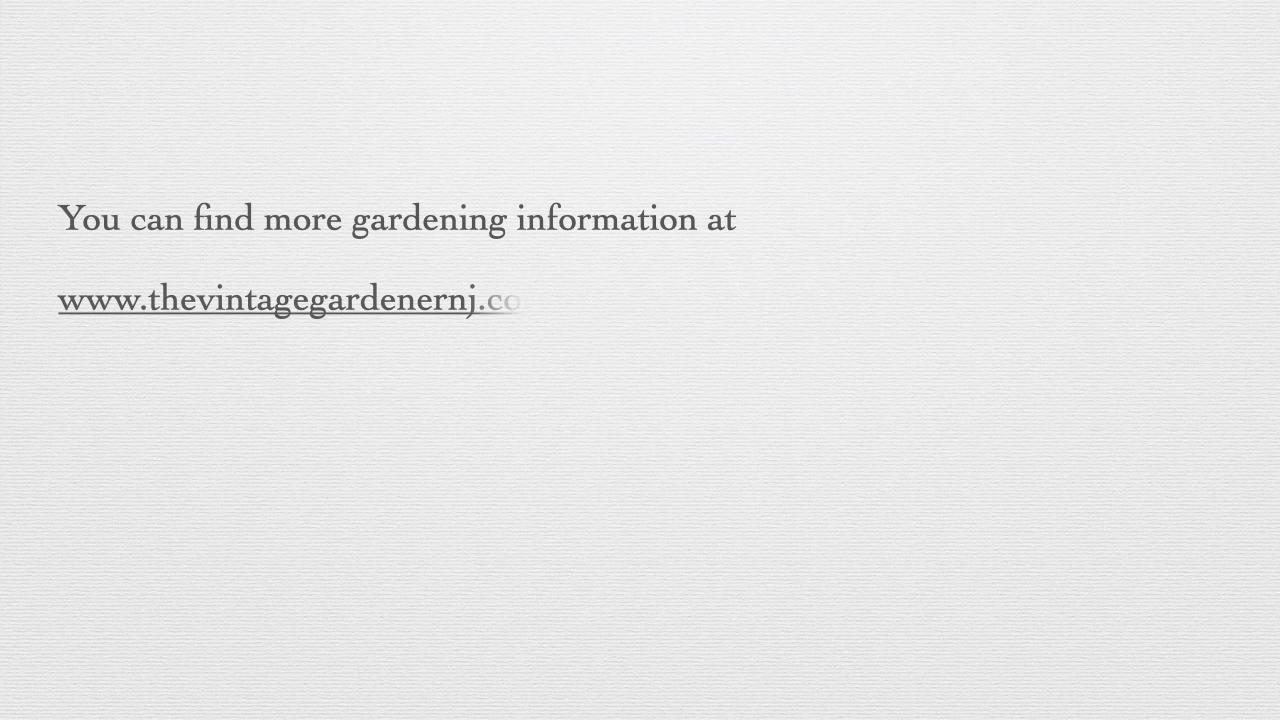 You can find more gardening information at
www.thevintagegardenernj.co